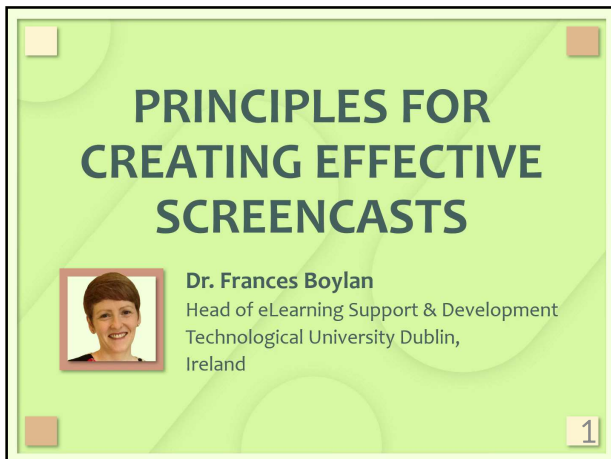 PRINCIPLES FOR
CREATING EFFECTIVE
SCREENCASTS
Dr. Frances Boylan
Head of eLearning Support & Development
Technological University Dublin,
Ireland
1